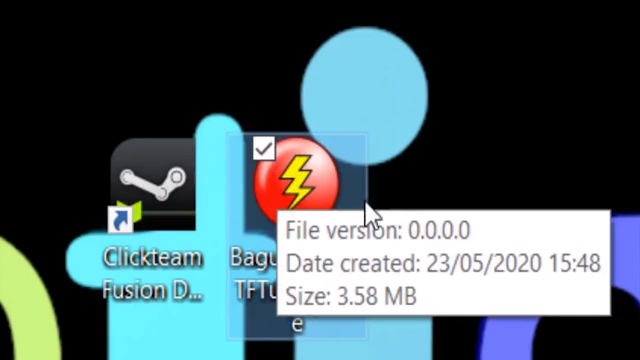 Clickteam
Fusion D...
Bagu
TFTu
e
File version: 0.0.0.0
Date created: 23/05/2020 15:48
Size: 3.58 MB